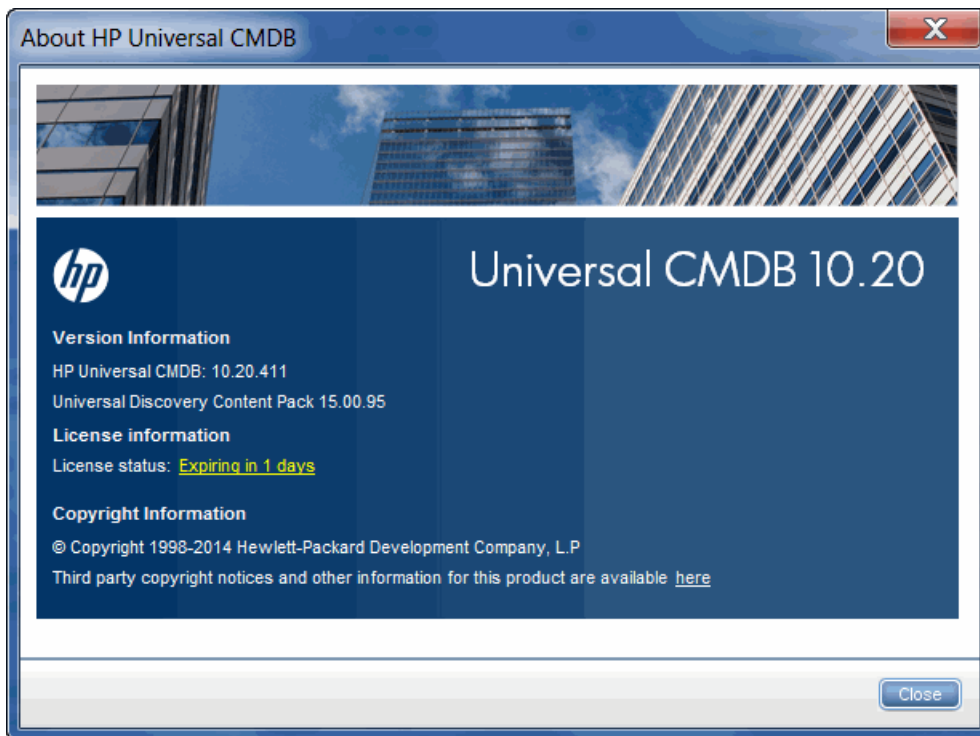 About HP Universal CMDB
X
hp
Universal CMDB 10.20
Version Information
HP Universal CMDB: 10.20.411
Universal Discovery Content Pack 15.00.95
License information
License status: Expiring in 1 days
Copyright Information
© Copyright 1998-2014 Hewlett-Packard Development Company, L.P
Third party copyright notices and other information for this product are available here
Close